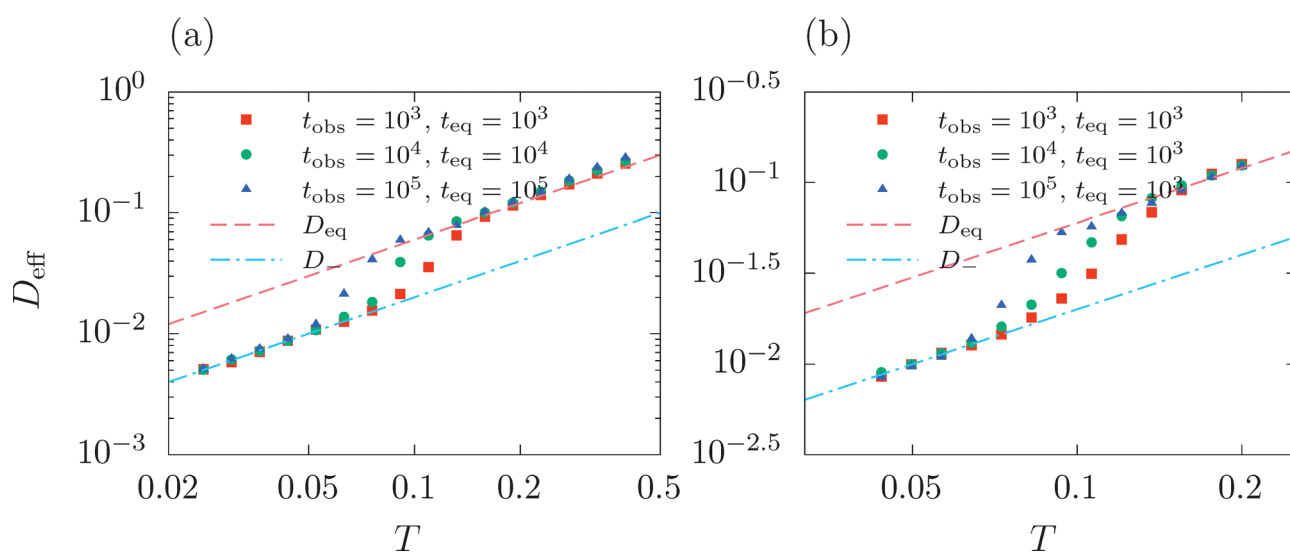 (a)
D_eff
10^0
10^−1
10^−2
10^−3
t_obs = 10^3, t_eq = 10^3
t_obs = 10^4, t_eq = 10^4
t_obs = 10^5, t_eq = 10^5
D_eq
D_−
0.02 0.05 0.1 0.2 0.5
T
(b)
10^−0.5
10^−1
10^−1.5
10^−2
10^−2.5
t_obs = 10^3, t_eq = 10^3
t_obs = 10^4, t_eq = 10^3
t_obs = 10^5, t_eq = 10^3
D_eq
D_−
0.05 0.1 0.2
T